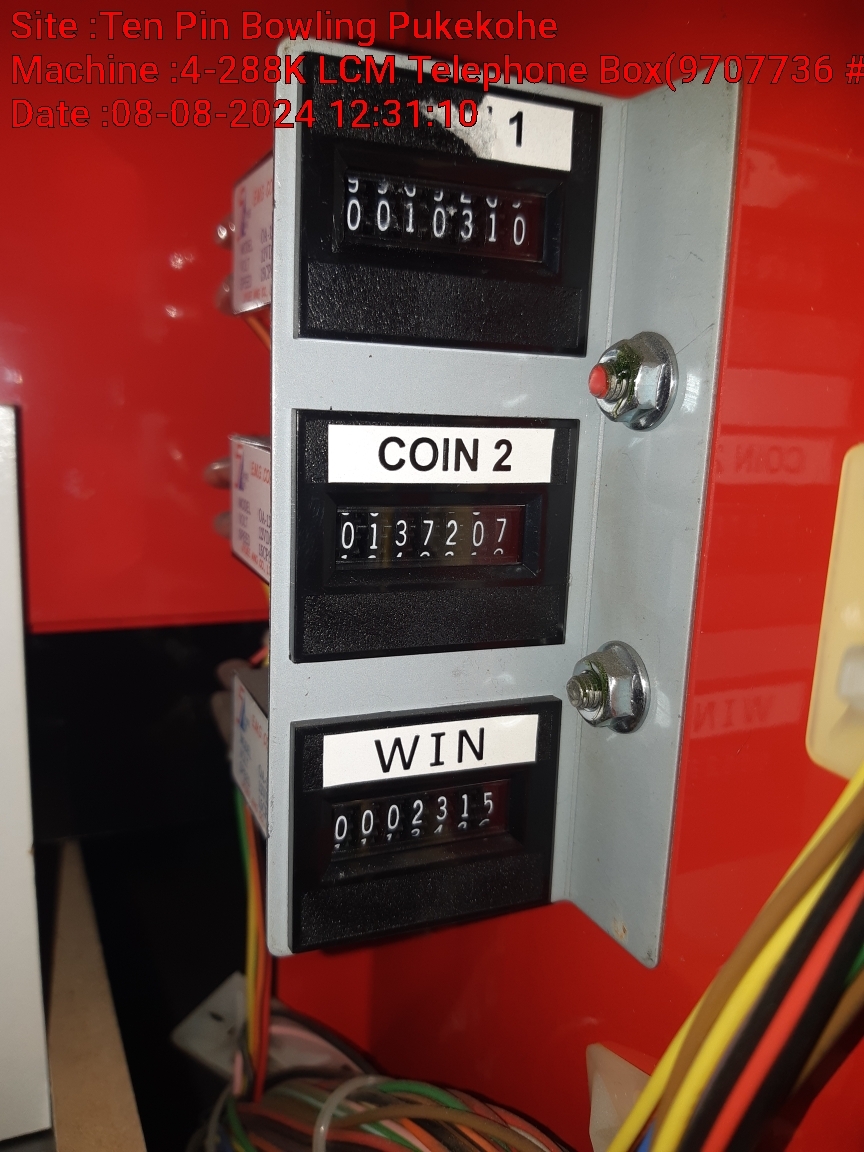 Site :Ten Pin Bowling Pukekohe
Machine :4-288K LCM Telephone Box(9707736 #
Date :08-08-2024 12:31:10
1
0010310
COIN 2
0137207
WIN
0002315